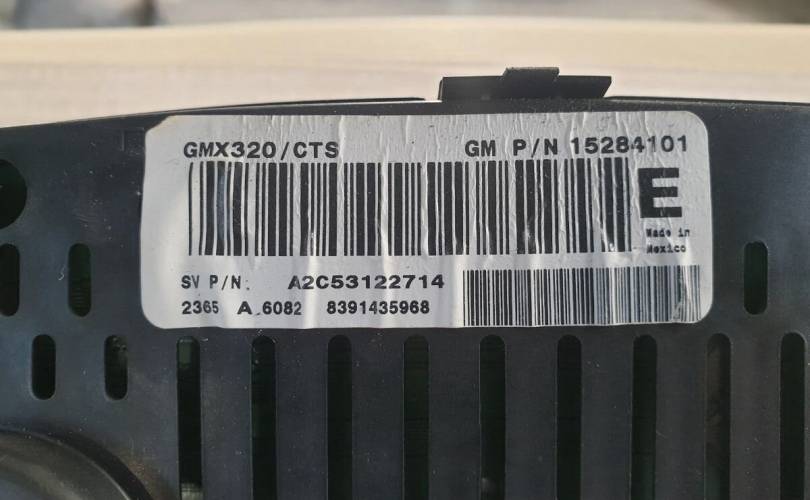 GMX320/CTS GM P/N 15284101
E
Made in
Mexico
SV P/N: A2C53122714
2365 A.6082 8391435968